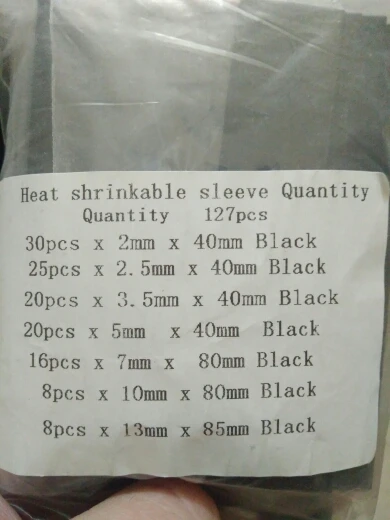 Heat shrinkable sleeve Quantity
Quantity 127pcs
30pcs x 2mm x 40mm Black
25pcs x 2.5mm x 40mm Black
20pcs x 3.5mm x 40mm Black
20pcs x 5mm x 40mm Black
16pcs x 7mm x 80mm Black
8pcs x 10mm x 80mm Black
8pcs x 13mm x 85mm Black